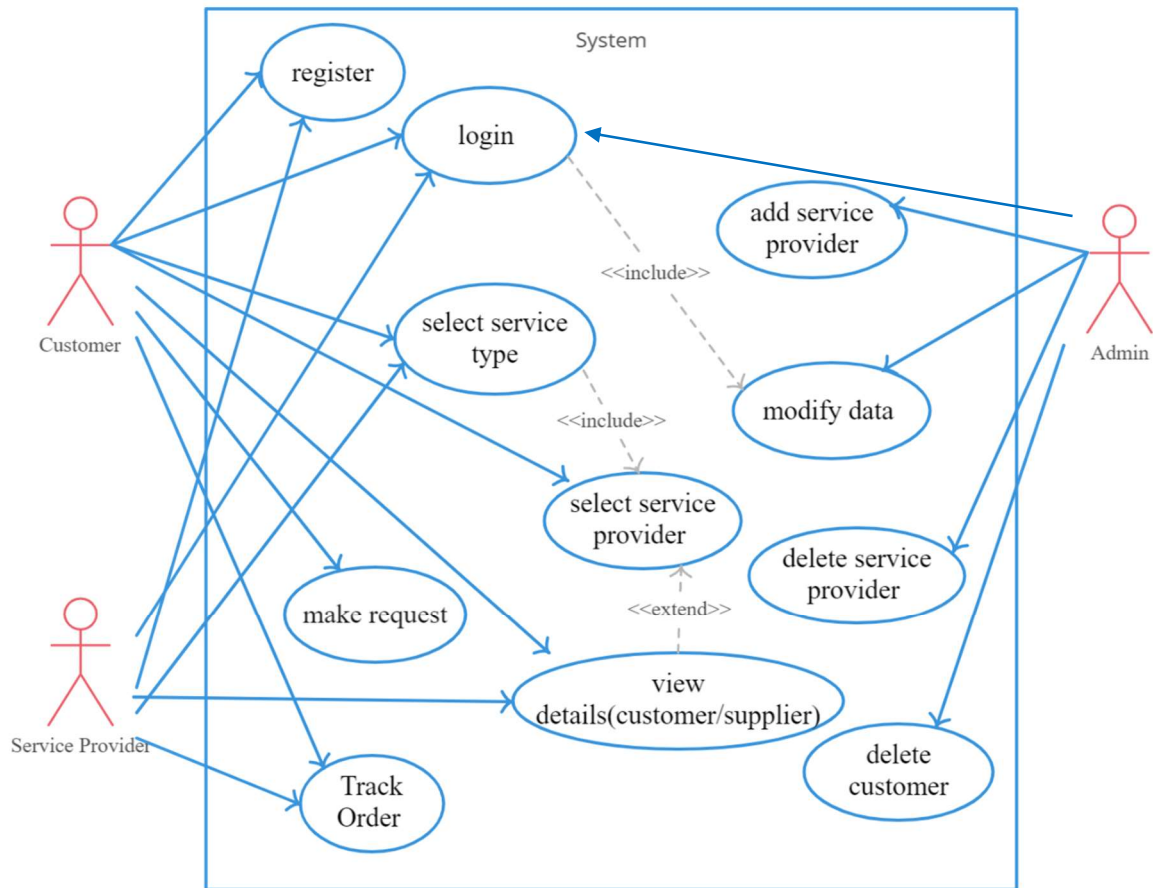 System
register
login
add service
provider
<<include>>
Customer
select service
type
Admin
<<include>>
modify data
select service
provider
delete service
provider
<<extend>>
make request
view
details(customer/supplier)
Service Provider
delete
customer
Track
Order